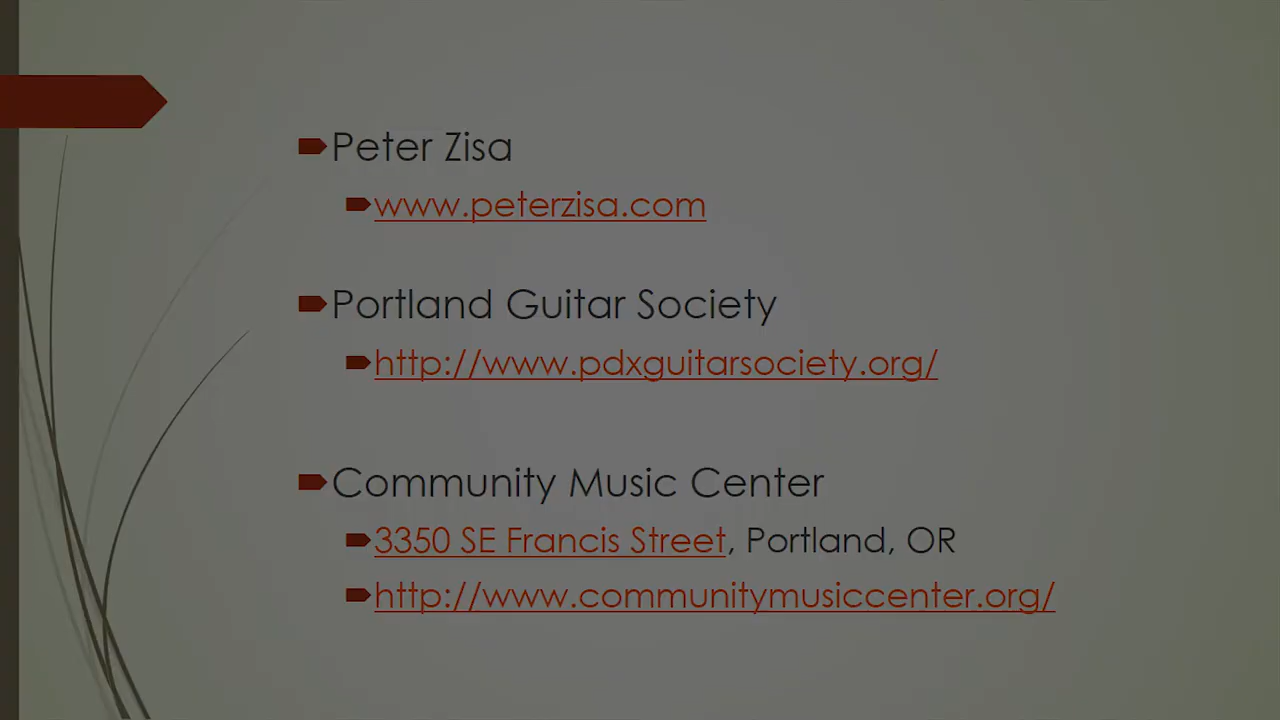 Peter Zisa
www.peterzisa.com
Portland Guitar Society
http://www.pdxguitarsociety.org/
Community Music Center
3350 SE Francis Street, Portland, OR
http://www.communitymusiccenter.org/